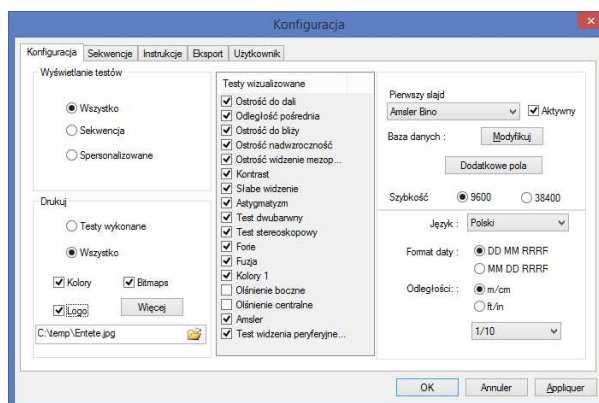 Konfiguracja
Konfiguracja Sekwencje Instrukcje Eksport Użytkownik
Wyświetlanie testów
Wszystko
Sekwencja
Spersonalizowane
Drukuj
Testy wykonane
Wszystko
Kolory Bitmaps
Logo Więcej
C:\temp\Entete.jpg
Testy wizualizowane
Ostrość do dali
Odległość pośrednia
Ostrość do bliży
Ostrość nadwzroczność
Ostrość widzenie mezop...
Kontrast
Słabe widzenie
Astygmatyzm
Test dwubarwny
Test stereoskopowy
Forie
Fuzja
Kolory 1
Olśnienie boczne
Olśnienie centralne
Amsler
Test widzenia peryferyjne...
Pierwszy slajd
Amsler Bino Aktywny
Baza danych : Modyfikuj
Dodatkowe pola
Szybkość 9600 38400
Język : Polski
Format daty : DD MM RRRR
MM DD RRRR
Odległości: : m/cm
ft/in
1/10
OK Annuler Appliquer